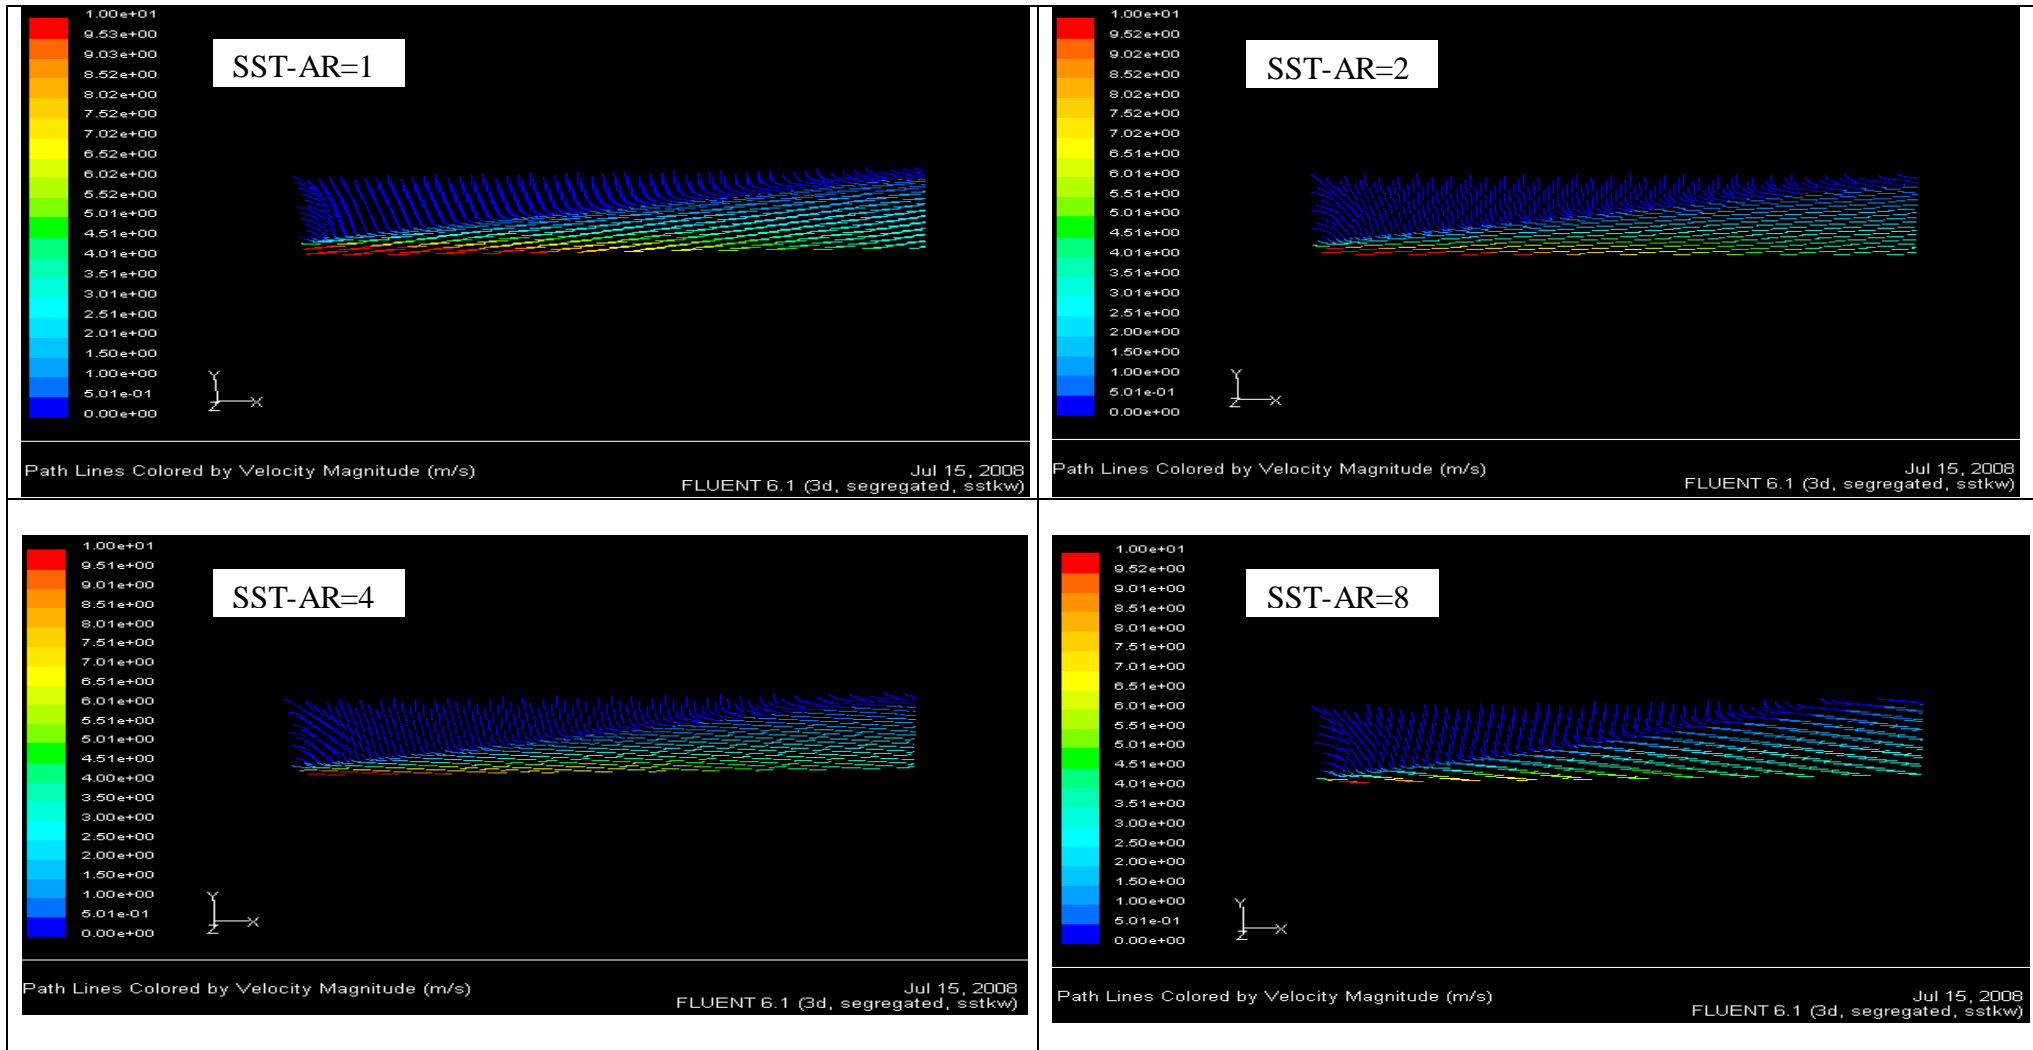 1.00e+01
9.53e+00
9.03e+00
8.52e+00
8.02e+00
7.52e+00
7.02e+00
6.52e+00
6.02e+00
5.52e+00
5.01e+00
4.51e+00
4.01e+00
3.51e+00
3.01e+00
2.51e+00
2.01e+00
1.50e+00
1.00e+00
5.01e-01
0.00e+00
SST-AR=1
Y
Z X
Path Lines Colored by Velocity Magnitude (m/s)
Jul 15, 2008
FLUENT 6.1 (3d, segregated, sstkw)
1.00e+01
9.52e+00
9.02e+00
8.52e+00
8.02e+00
7.52e+00
7.02e+00
6.51e+00
6.01e+00
5.51e+00
5.01e+00
4.51e+00
4.01e+00
3.51e+00
3.01e+00
2.51e+00
2.00e+00
1.50e+00
1.00e+00
5.01e-01
0.00e+00
SST-AR=2
Y
Z X
Path Lines Colored by Velocity Magnitude (m/s)
Jul 15, 2008
FLUENT 6.1 (3d, segregated, sstkw)
1.00e+01
9.51e+00
9.01e+00
8.51e+00
8.01e+00
7.51e+00
7.01e+00
6.51e+00
6.01e+00
5.51e+00
5.01e+00
4.51e+00
4.00e+00
3.50e+00
3.00e+00
2.50e+00
2.00e+00
1.50e+00
1.00e+00
5.01e-01
0.00e+00
SST-AR=4
Y
Z X
Path Lines Colored by Velocity Magnitude (m/s)
Jul 15, 2008
FLUENT 6.1 (3d, segregated, sstkw)
1.00e+01
9.52e+00
9.01e+00
8.51e+00
8.01e+00
7.51e+00
7.01e+00
6.51e+00
6.01e+00
5.51e+00
5.01e+00
4.51e+00
4.01e+00
3.51e+00
3.00e+00
2.50e+00
2.00e+00
1.50e+00
1.00e+00
5.01e-01
0.00e+00
SST-AR=8
Y
Z X
Path Lines Colored by Velocity Magnitude (m/s)
Jul 15, 2008
FLUENT 6.1 (3d, segregated, sstkw)